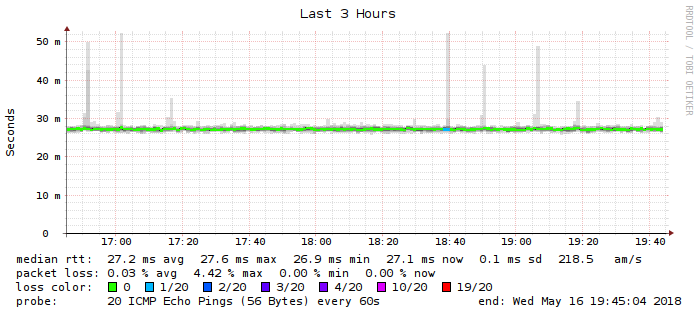 Last 3 Hours
RRDTOOL / TOBI OETIKER
Seconds
50 m
40 m
30 m
20 m
10 m
0
17:00 17:20 17:40 18:00 18:20 18:40 19:00 19:20 19:40
median rtt: 27.2 ms avg 27.6 ms max 26.9 ms min 27.1 ms now 0.1 ms sd 218.5 am/s
packet loss: 0.03 % avg 4.42 % max 0.00 % min 0.00 % now
loss color: 0 1/20 2/20 3/20 4/20 10/20 19/20
probe: 20 ICMP Echo Pings (56 Bytes) every 60s end: Wed May 16 19:45:04 2018